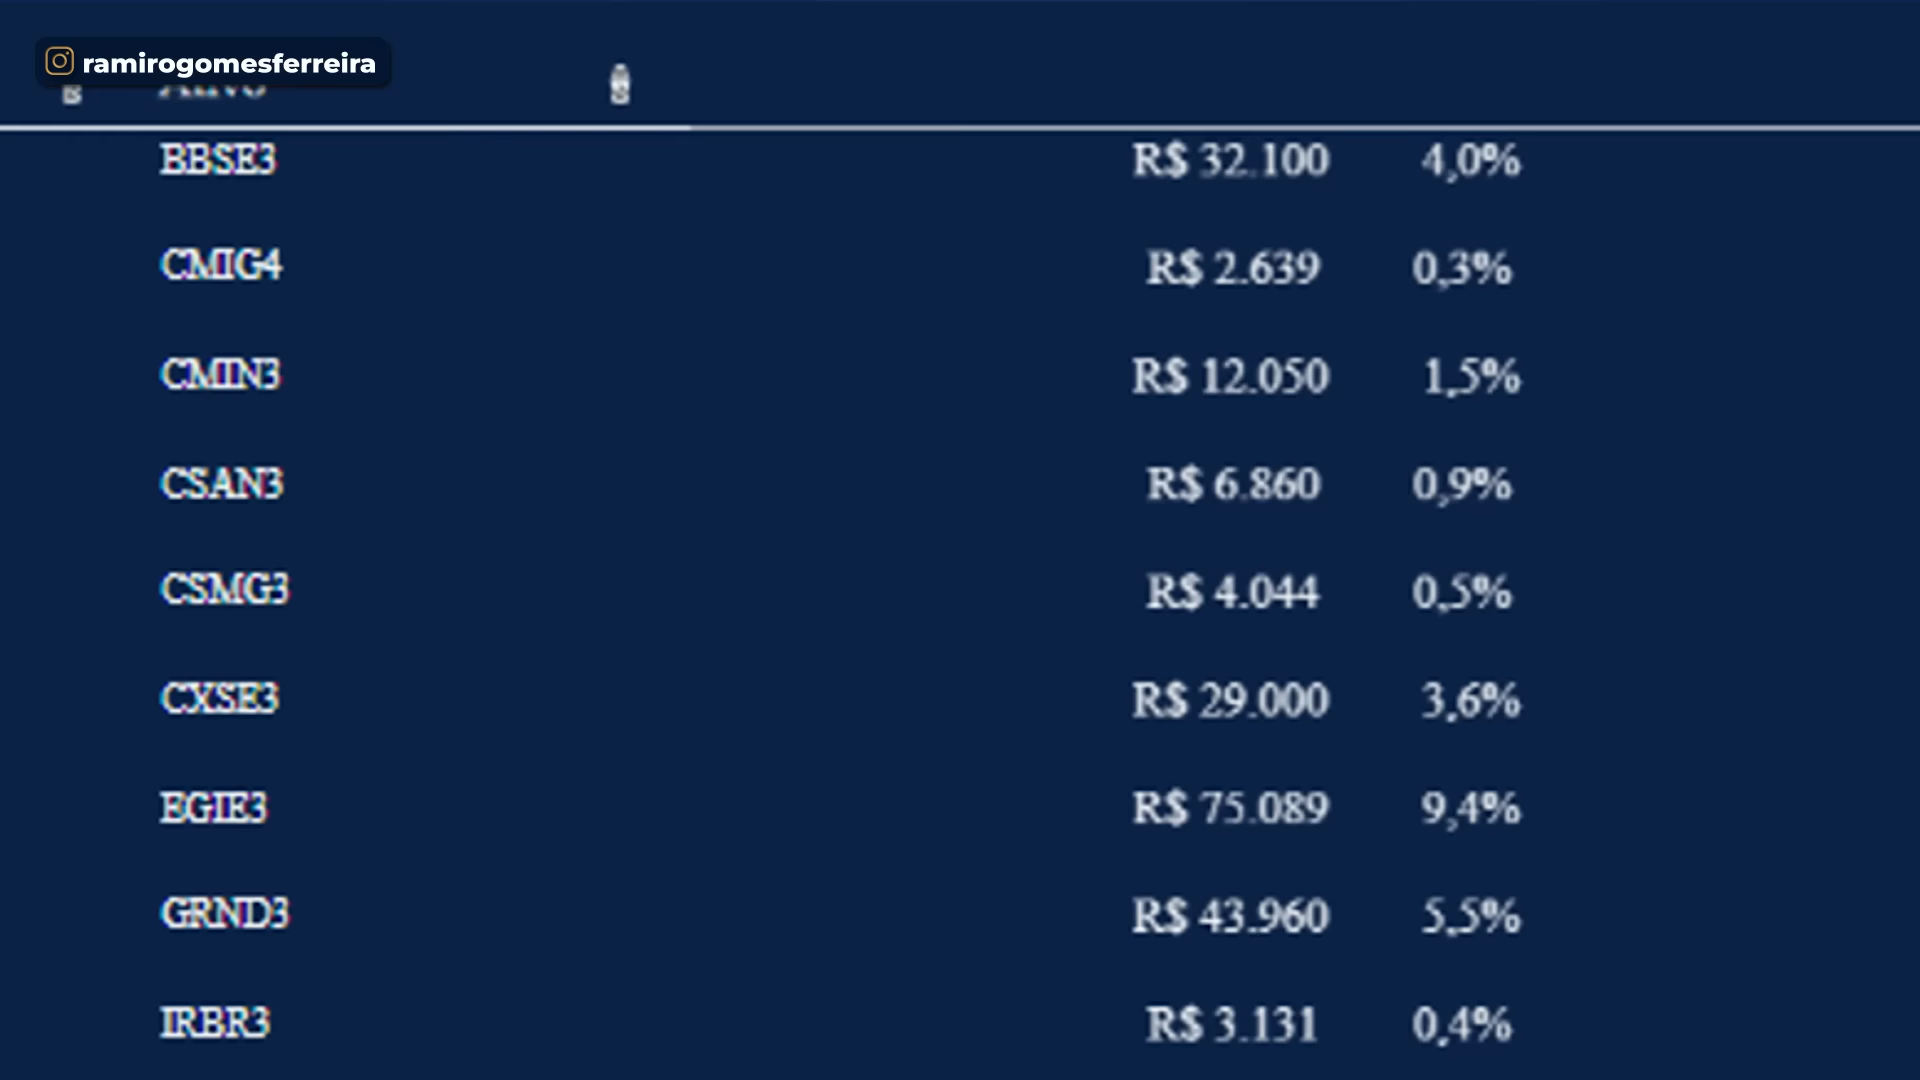 ramirogomesferreira
BBSE3 R$ 32.100 4,0%
CMIG4 R$ 2.639 0,3%
CMIN3 R$ 12.050 1,5%
CSAN3 R$ 6.860 0,9%
CSMG3 R$ 4.044 0,5%
CXSE3 R$ 29.000 3,6%
EGIE3 R$ 75.089 9,4%
GRND3 R$ 43.960 5,5%
IRBR3 R$ 3.131 0,4%